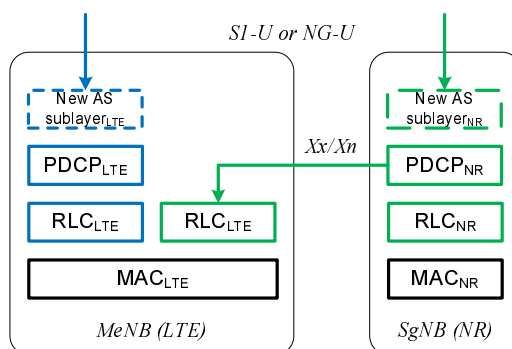 S1-U or NG-U
New AS
sublayerLTE
New AS
sublayerNR
PDCPLTE
Xx/Xn
PDCPNR
RLCLTE
RLCLTE
RLCNR
MACLTE
MACNR
MeNB (LTE)
SgNB (NR)